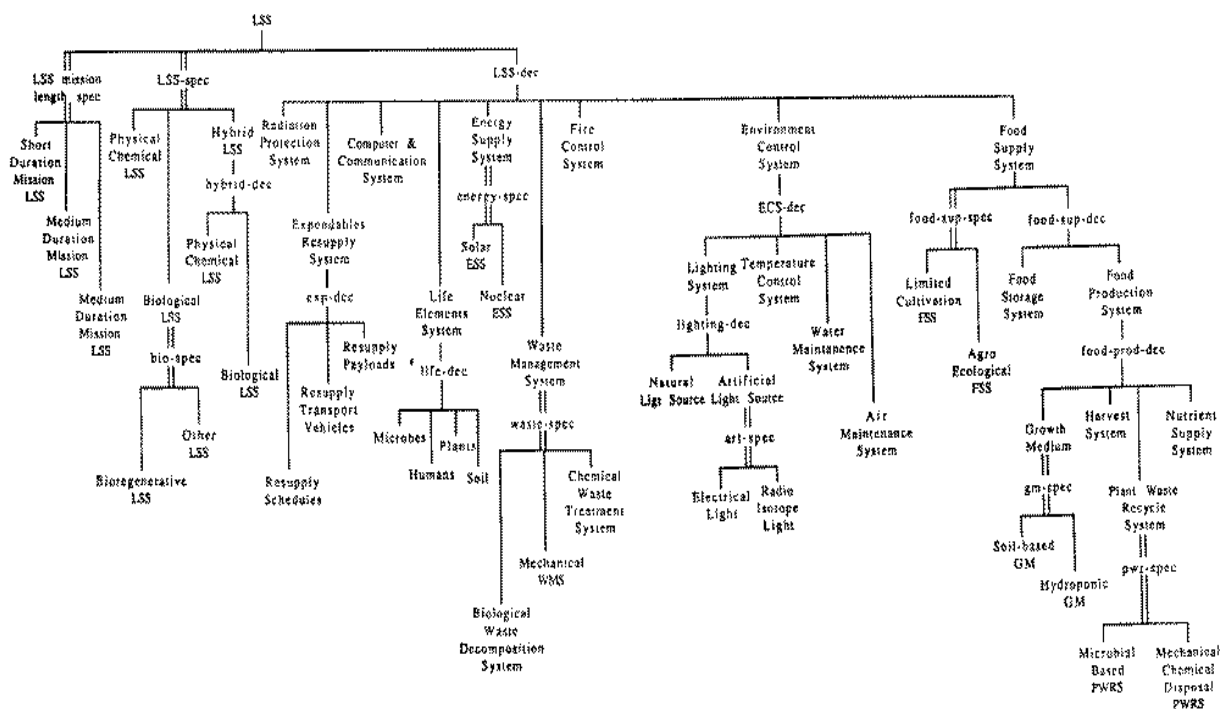 LSS
LSS mission
length spec
LSS-spec
LSS-dec
Short
Duration
Mission
LSS
Medium
Duration
Mission
LSS
Medium
Duration
Mission
LSS
Physical
Chemical
LSS
Biological
LSS
bio-spec
Bioregenerative
LSS
Other
LSS
Hybrid
LSS
hybrid-dec
Physical
Chemical
LSS
Biological
LSS
Radiation
Protection
System
Expendables
Resupply
System
exp-dec
Resupply
Schedules
Resupply
Transport
Vehicles
Resupply
Payloads
Computer &
Communication
System
Life
Elements
System
life-dec
Microbes
Humans
Plants
Soil
Energy
Supply
System
energy-spec
Solar
ESS
Nuclear
ESS
Waste
Management
System
waste-spec
Biological
Waste
Decomposition
System
Mechanical
WMS
Chemical
Waste
Treatment
System
Fire
Control
System
Environment
Control
System
ECS-dec
Lighting
System
lighting-dec
Natural
Light Source
Artificial
Light Source
art-spec
Electrical
Light
Radio
Isotope
Light
Temperature
Control
System
Water
Maintanence
System
Air
Maintenance
System
Food
Supply
System
food-sup-spec
Limited
Cultivation
FSS
Agro
Ecological
FSS
food-sup-dec
Food
Storage
System
Food
Production
System
food-prod-dec
Growth
Medium
gm-spec
Soil-based
GM
Hydroponic
GM
Harvest
System
Plant Waste
Recycle
System
pwr-spec
Microbial
Based
PWRS
Mechanical
Chemical
Disposal
PWRS
Nutrient
Supply
System